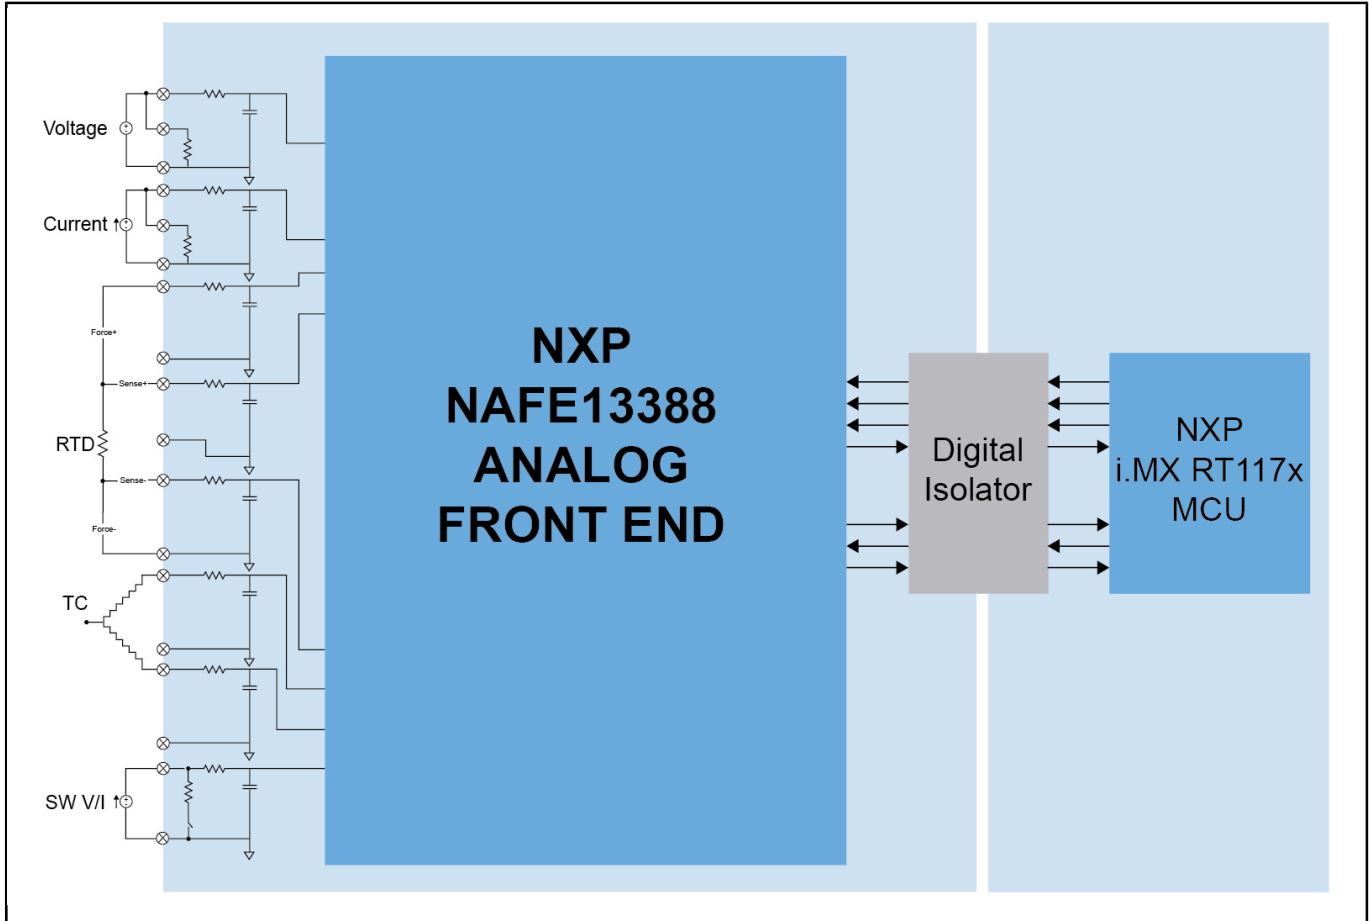 Voltage
Current
Force+
Sense+
RTD
Sense-
Force-
TC
SW V/I
NXP
NAFE13388
ANALOG
FRONT END
Digital
Isolator
NXP
i.MX RT117x
MCU